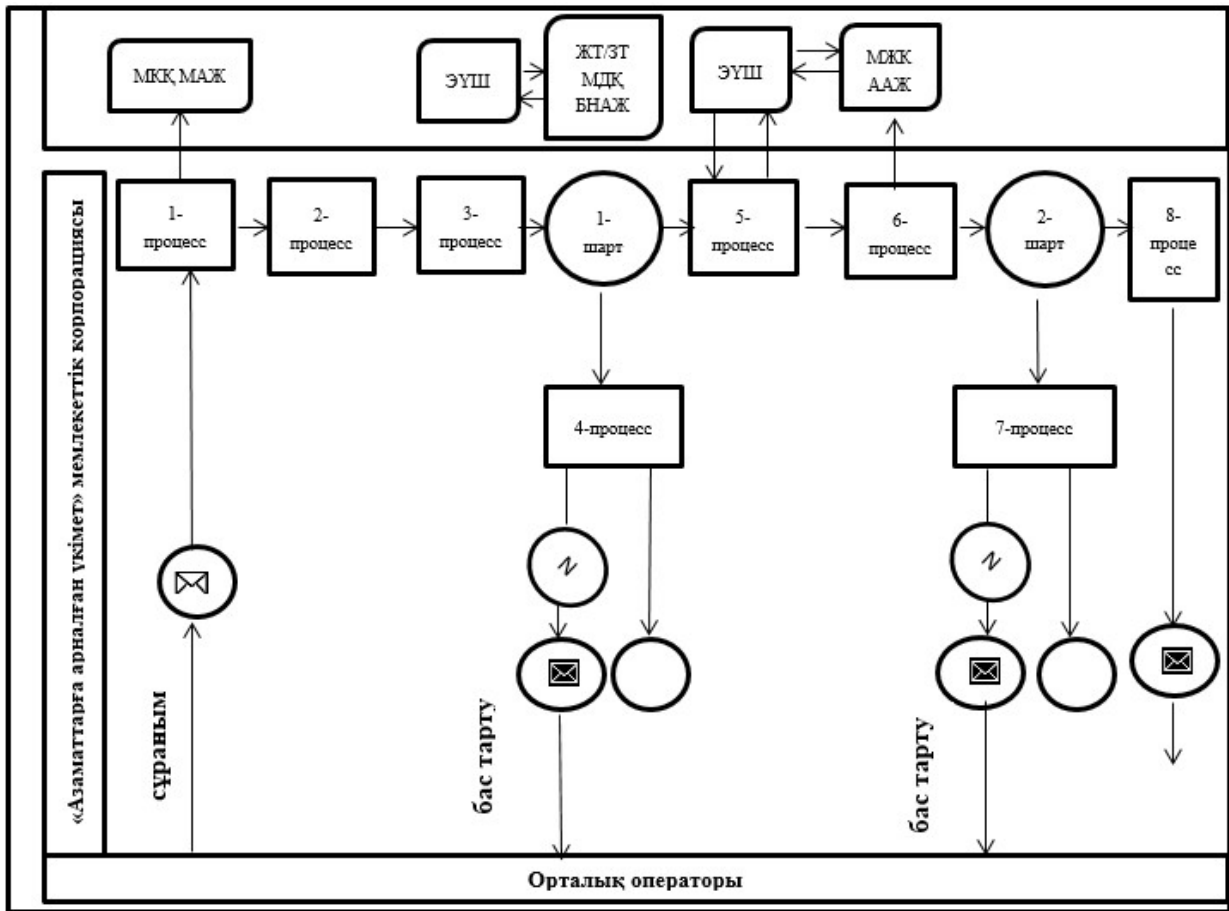 МКҚ МАЖ
ЭҮШ
ЖТ/ЗТ
МДҚ
БНАЖ
ЭҮШ
МЖК
ААЖ
«Азаматтарға арналған үкімет» мемлекеттік корпорациясы
1-
процесс
2-
процесс
3-
процесс
1-
шарт
5-
процесс
6-
процесс
2-
шарт
8-
проце
сс
4-процесс
7-процесс
сұраным
бас тарту
бас тарту
Орталық операторы